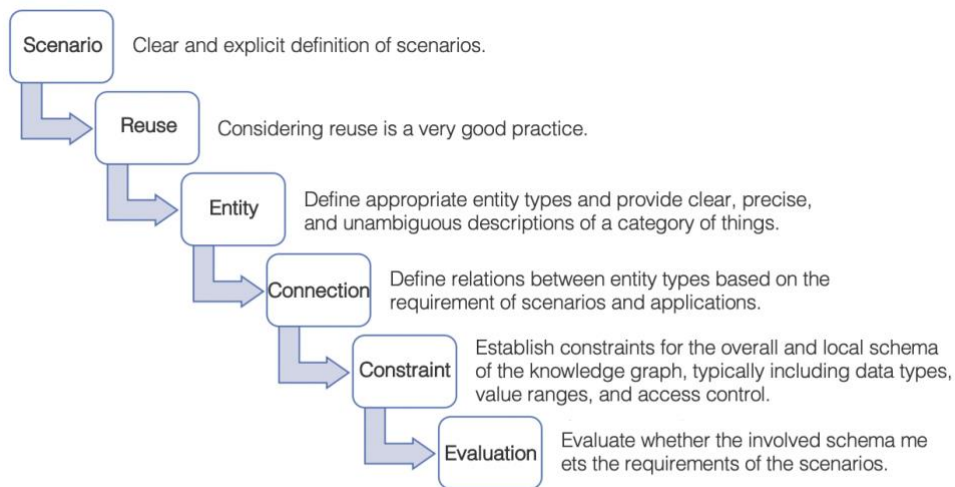 Scenario
Clear and explicit definition of scenarios.
Reuse
Considering reuse is a very good practice.
Entity
Define appropriate entity types and provide clear, precise,
and unambiguous descriptions of a category of things.
Connection
Define relations between entity types based on the
requirement of scenarios and applications.
Constraint
Establish constraints for the overall and local schema
of the knowledge graph, typically including data types,
value ranges, and access control.
Evaluation
Evaluate whether the involved schema me
ets the requirements of the scenarios.